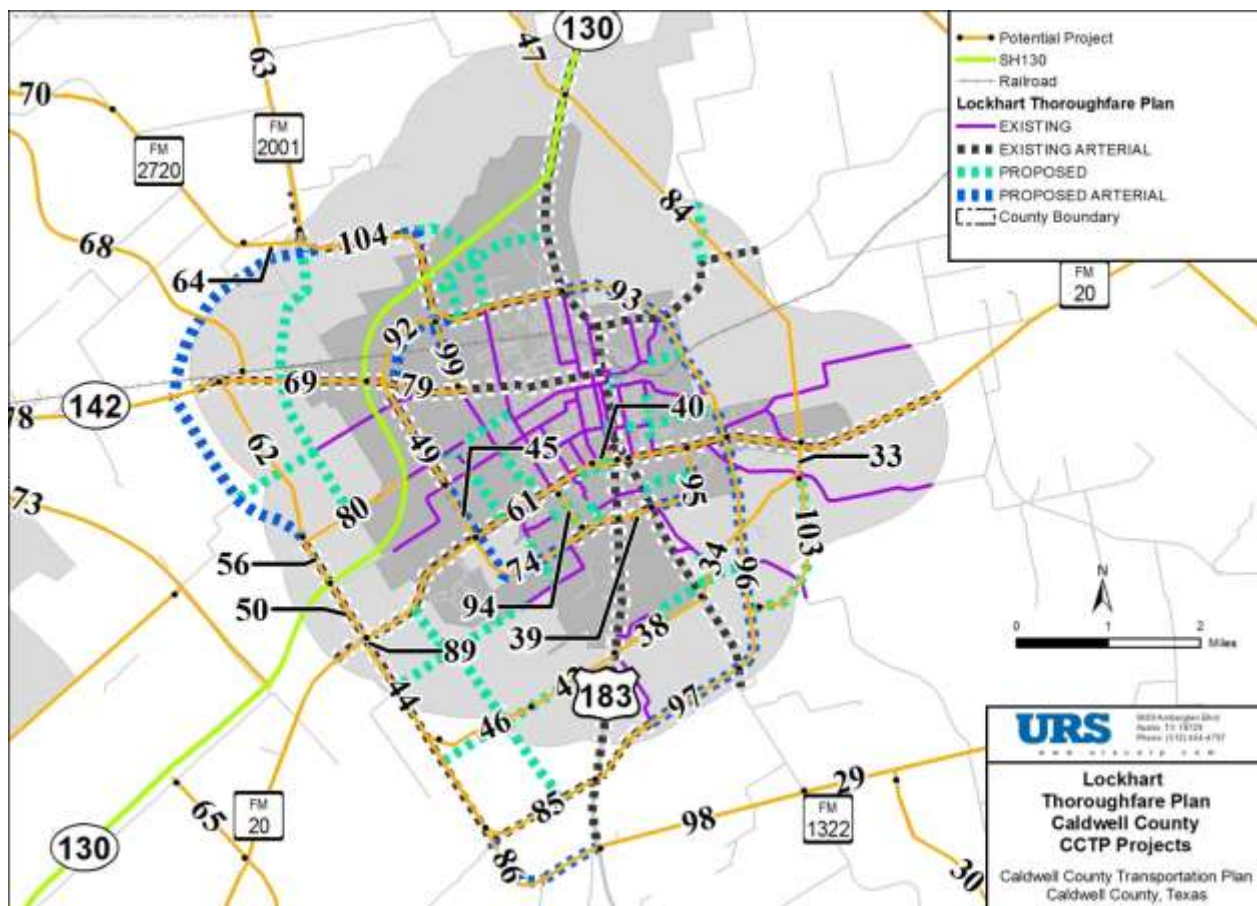 130
47
63
70
FM
2001
FM
2720
84
68
104
64
93
92
99
69
79
142
78
40
62
49
45
33
80
61
95
73
103
56
74
34
96
50
94
38
39
89
44
183
97
46
85
65
FM
20
86
98
29
FM
1322
30
130
FM
20
Potential Project
SH130
Railroad
Lockhart Thoroughfare Plan
EXISTING
EXISTING ARTERIAL
PROPOSED
PROPOSED ARTERIAL
County Boundary
N
0 1 2
Miles
URS
Lockhart
Thoroughfare Plan
Caldwell County
CCTP Projects
Caldwell County Transportation Plan
Caldwell County, Texas